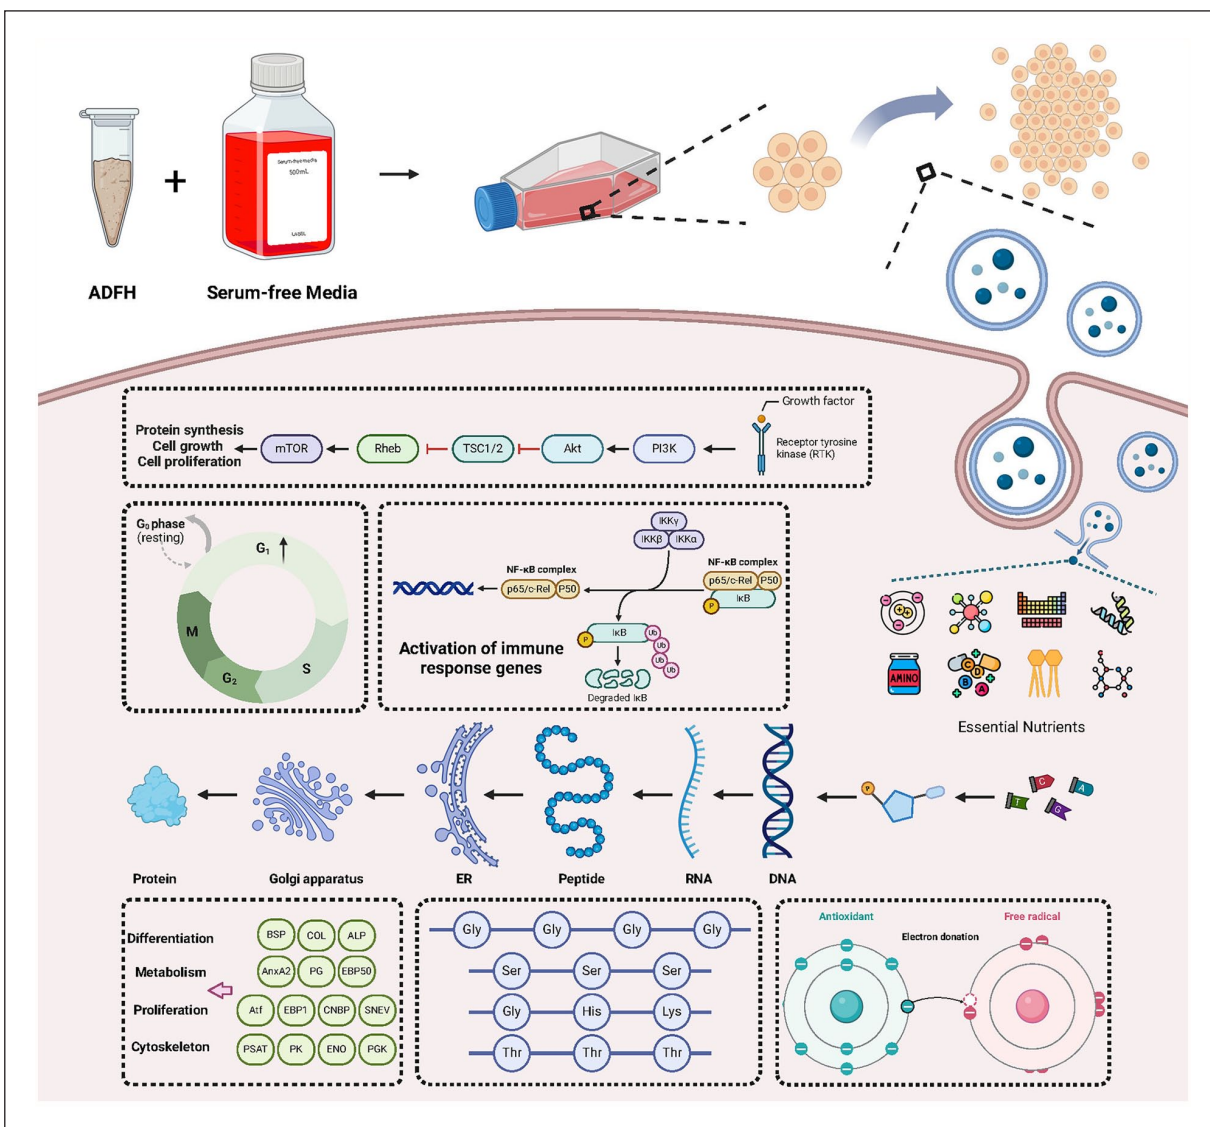 Serum-free media
500mL
LABEL
ADFH
+
Serum-free Media
Growth factor
Receptor tyrosine
kinase (RTK)
Protein synthesis
Cell growth
Cell proliferation
mTOR
Rheb
TSC1/2
Akt
PI3K
G0 phase
(resting)
G1
S
G2
M
IKKγ
IKKβ
IKKα
NF-κB complex
p65/c-Rel
P50
NF-κB complex
p65/c-Rel
P50
IκB
P
Activation of immune
response genes
P
IκB
Ub
Ub
Ub
Ub
Degraded IκB
AMINO
C
D
B
A
Essential Nutrients
P
C
A
T
G
Protein
Golgi apparatus
ER
Peptide
RNA
DNA
Differentiation
BSP
COL
ALP
Metabolism
AnxA2
PG
EBP50
Proliferation
Atf
EBP1
CNBP
SNEV
Cytoskeleton
PSAT
PK
ENO
PGK
Gly
Gly
Gly
Gly
Ser
Ser
Ser
Gly
His
Lys
Thr
Thr
Thr
Antioxidant
Free radical
Electron donation